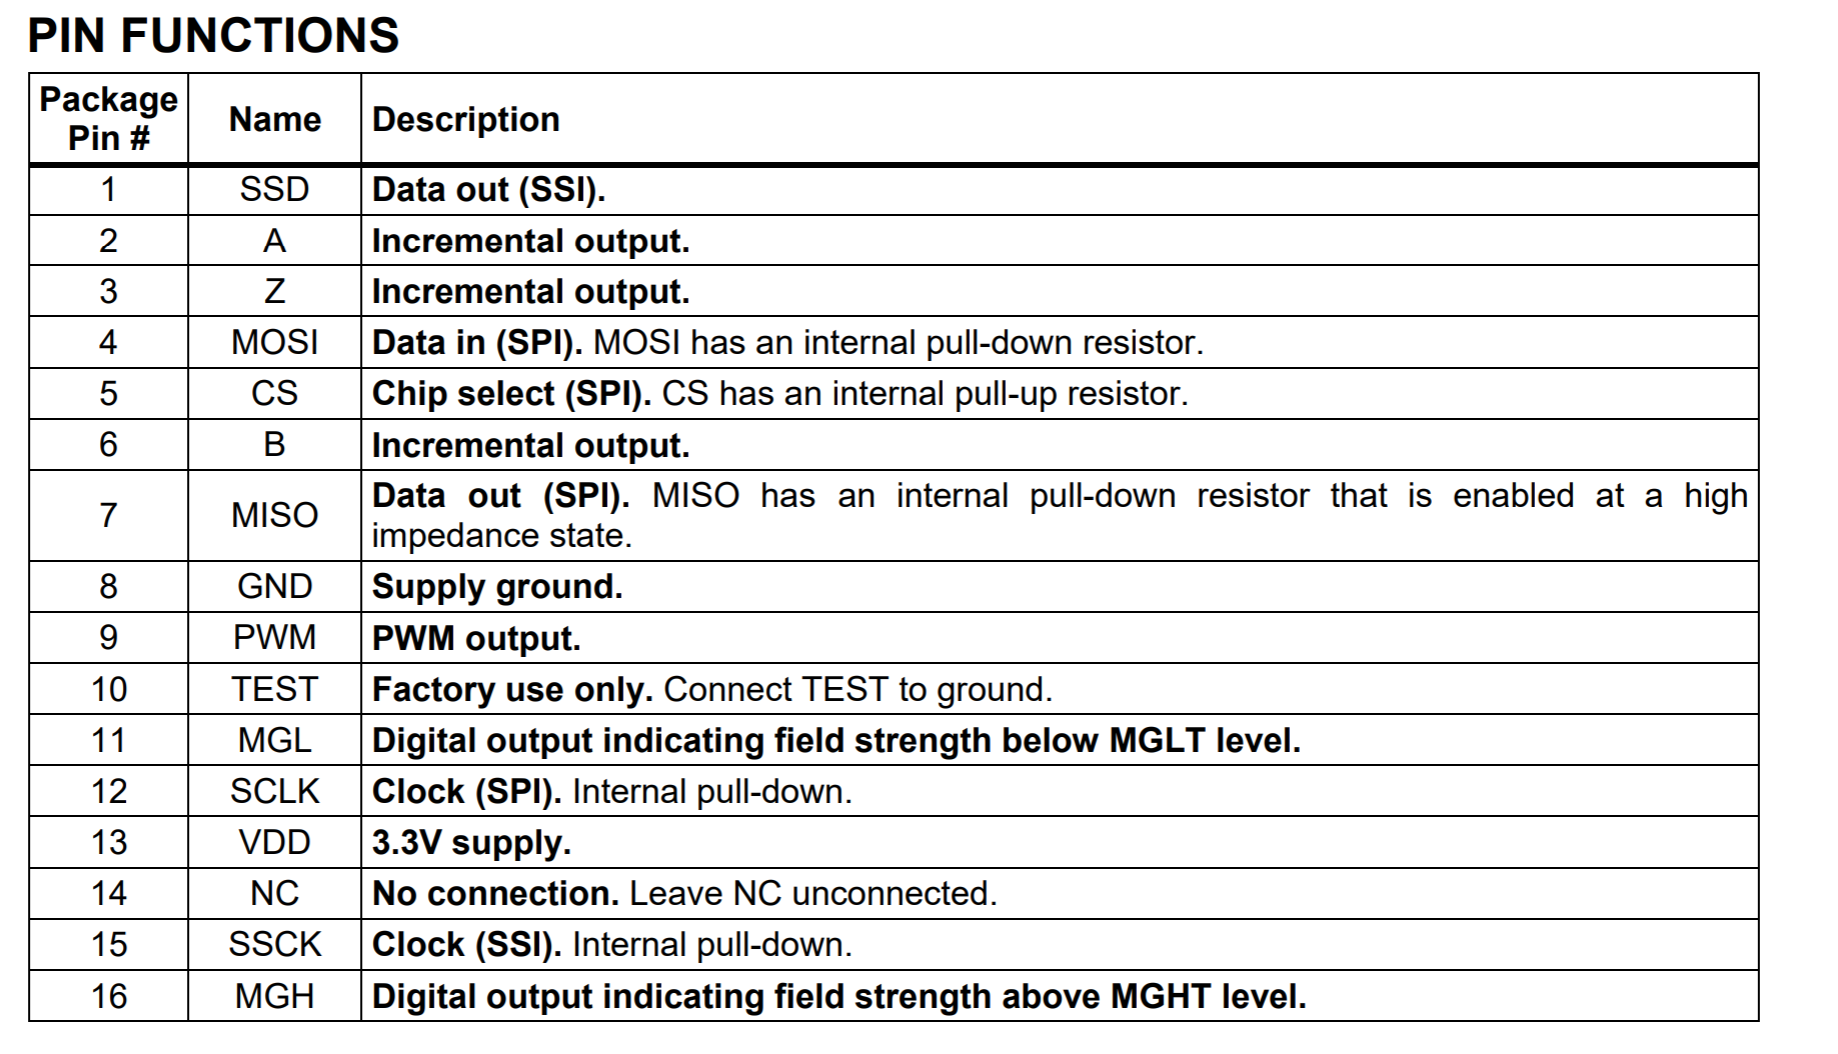 PIN FUNCTIONS
Package Pin # Name Description
1 SSD Data out (SSI).
2 A Incremental output.
3 Z Incremental output.
4 MOSI Data in (SPI). MOSI has an internal pull-down resistor.
5 CS Chip select (SPI). CS has an internal pull-up resistor.
6 B Incremental output.
7 MISO Data out (SPI). MISO has an internal pull-down resistor that is enabled at a high
impedance state.
8 GND Supply ground.
9 PWM PWM output.
10 TEST Factory use only. Connect TEST to ground.
11 MGL Digital output indicating field strength below MGLT level.
12 SCLK Clock (SPI). Internal pull-down.
13 VDD 3.3V supply.
14 NC No connection. Leave NC unconnected.
15 SSCK Clock (SSI). Internal pull-down.
16 MGH Digital output indicating field strength above MGHT level.